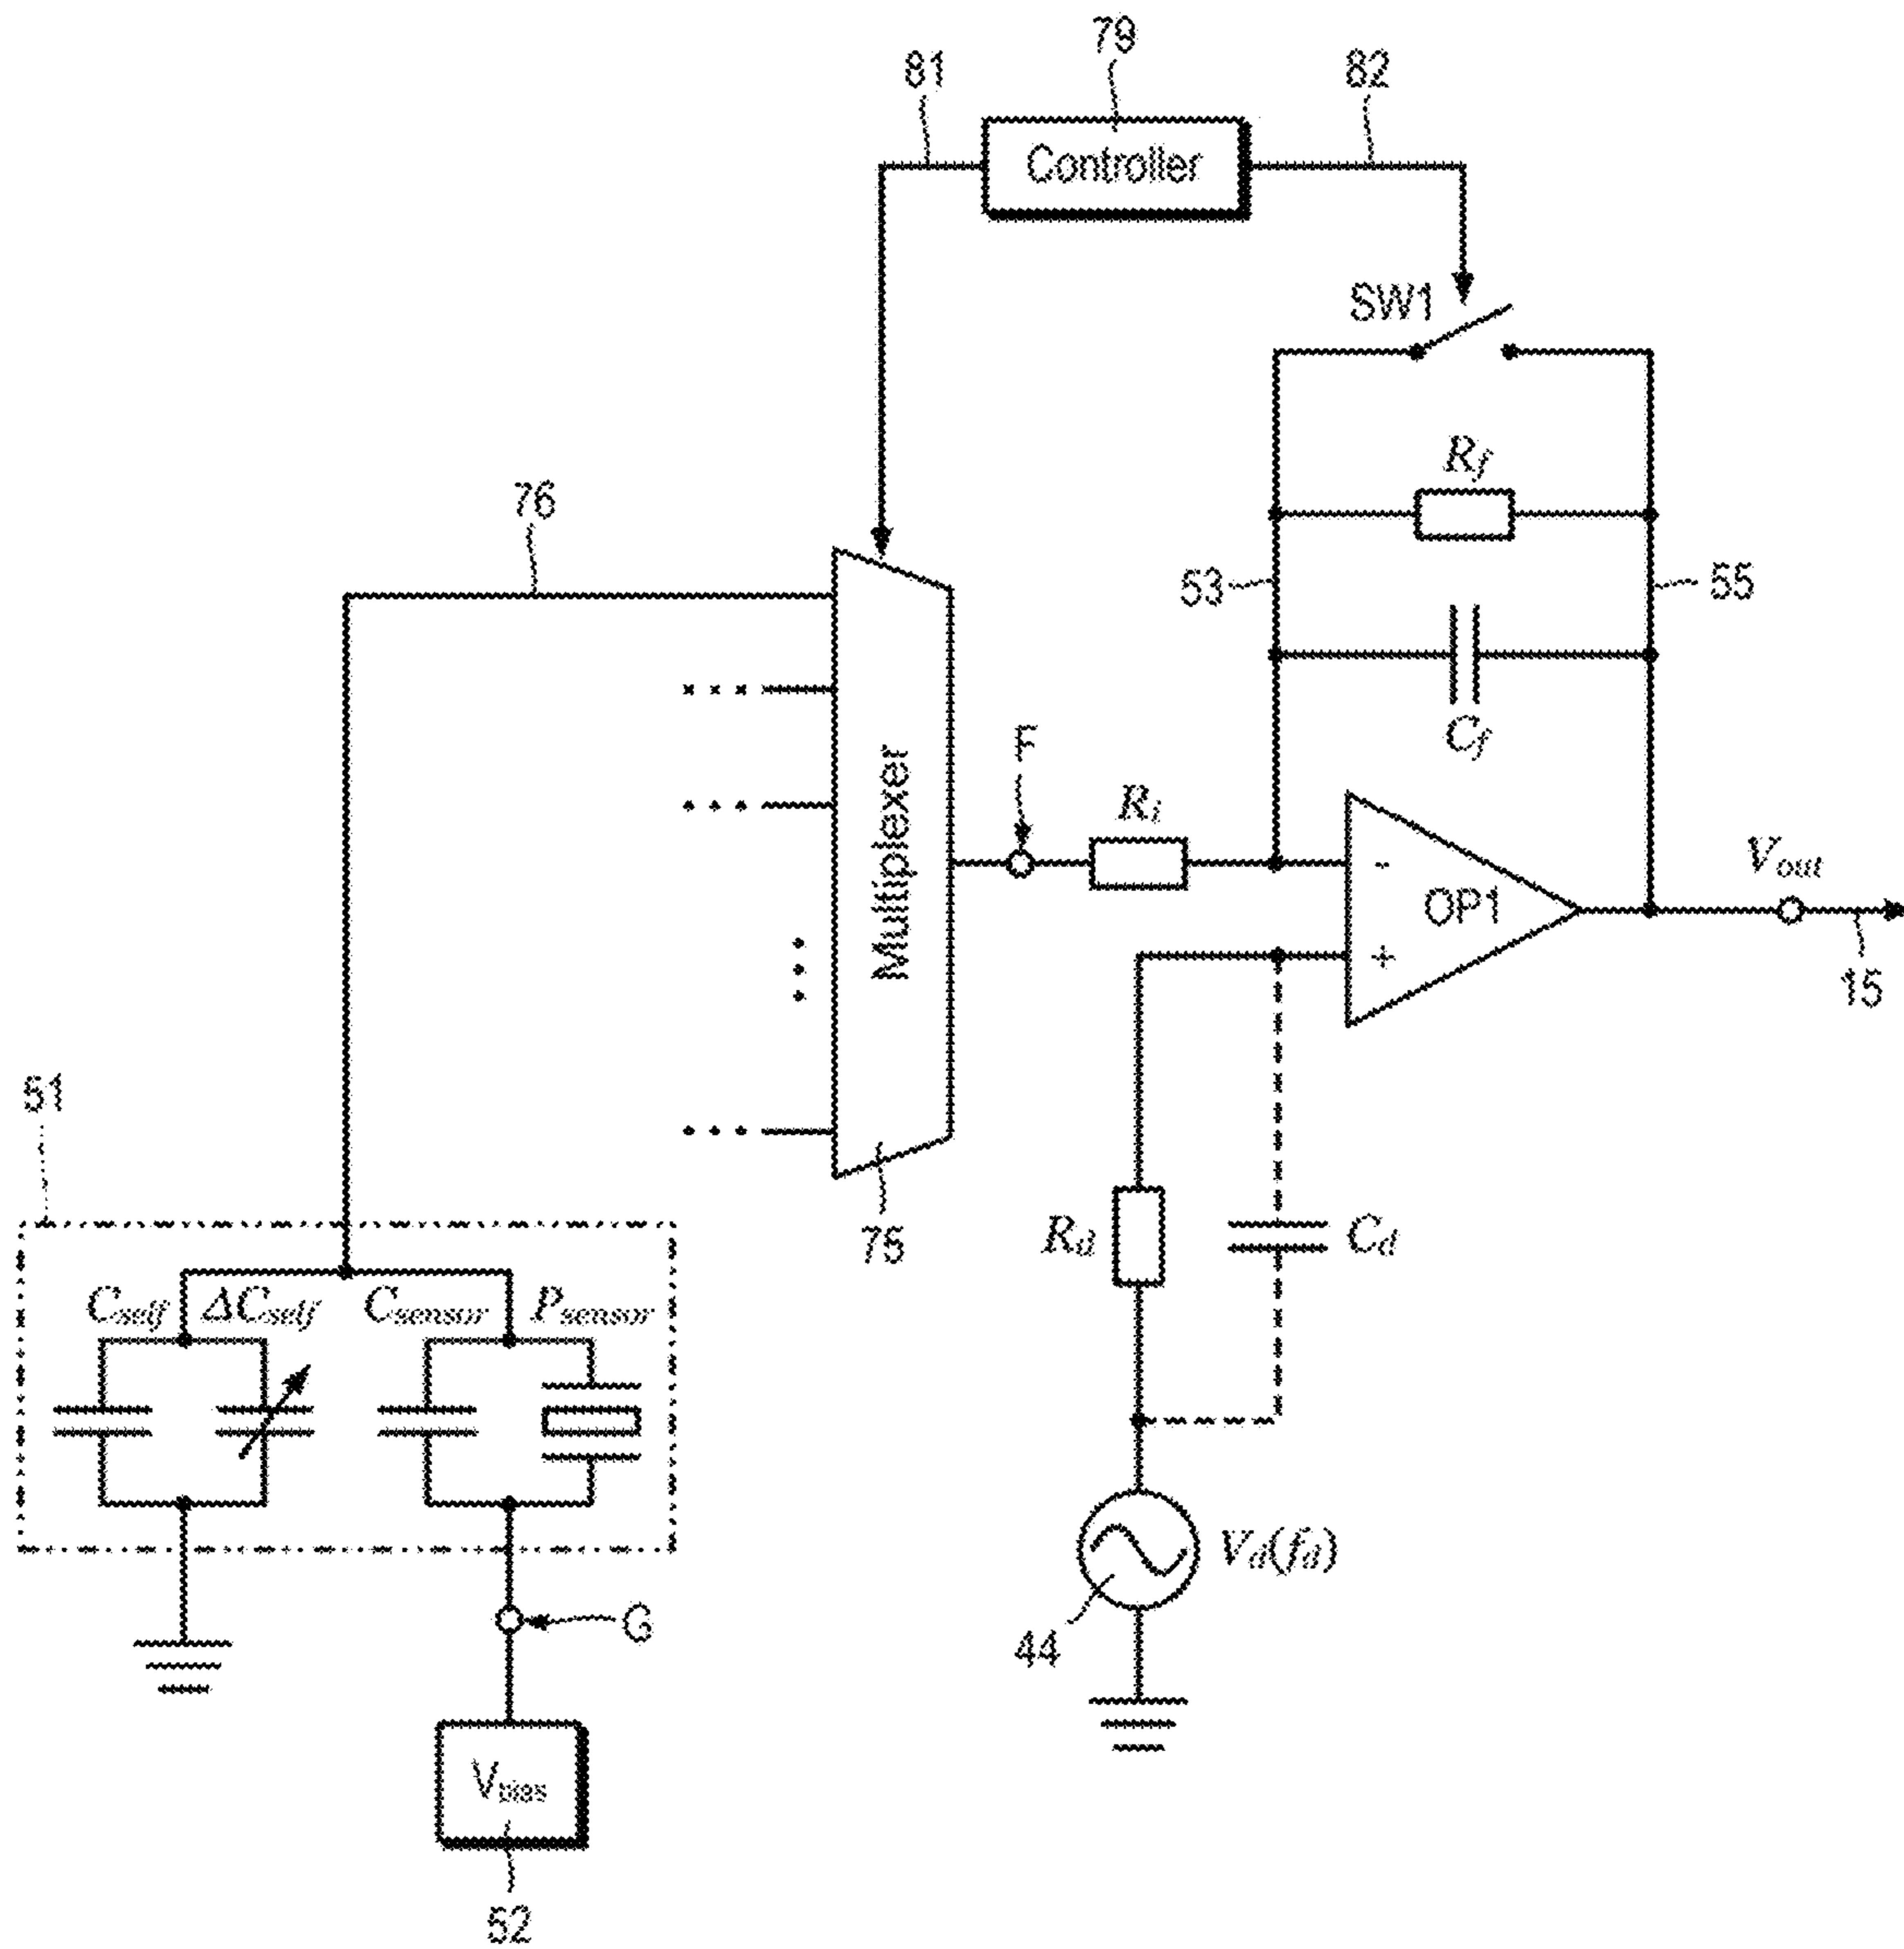 79
81
82
Controller
SW1
Rf
76
53
55
Cf
F
Ri
Multiplexer
-
OP1
Vout
+
15
51
75
Rd
Cd
Cself ΔCself Csensor Psensor
Vd(fd)
G
44
Vbias
52